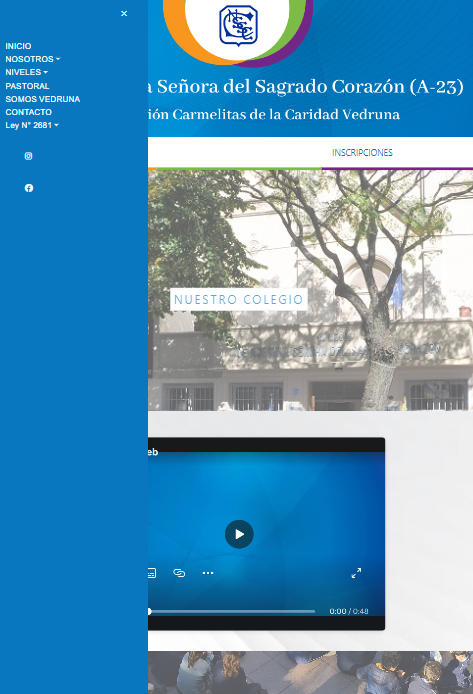 ×
INICIO
NOSOTROS
NIVELES
PASTORAL
SOMOS VEDRUNA
CONTACTO
Ley N° 2681
a Señora del Sagrado Corazón (A-23)
ión Carmelitas de la Caridad Vedruna
INSCRIPCIONES
NUESTRO COLEGIO
eb
0:00 / 0:48